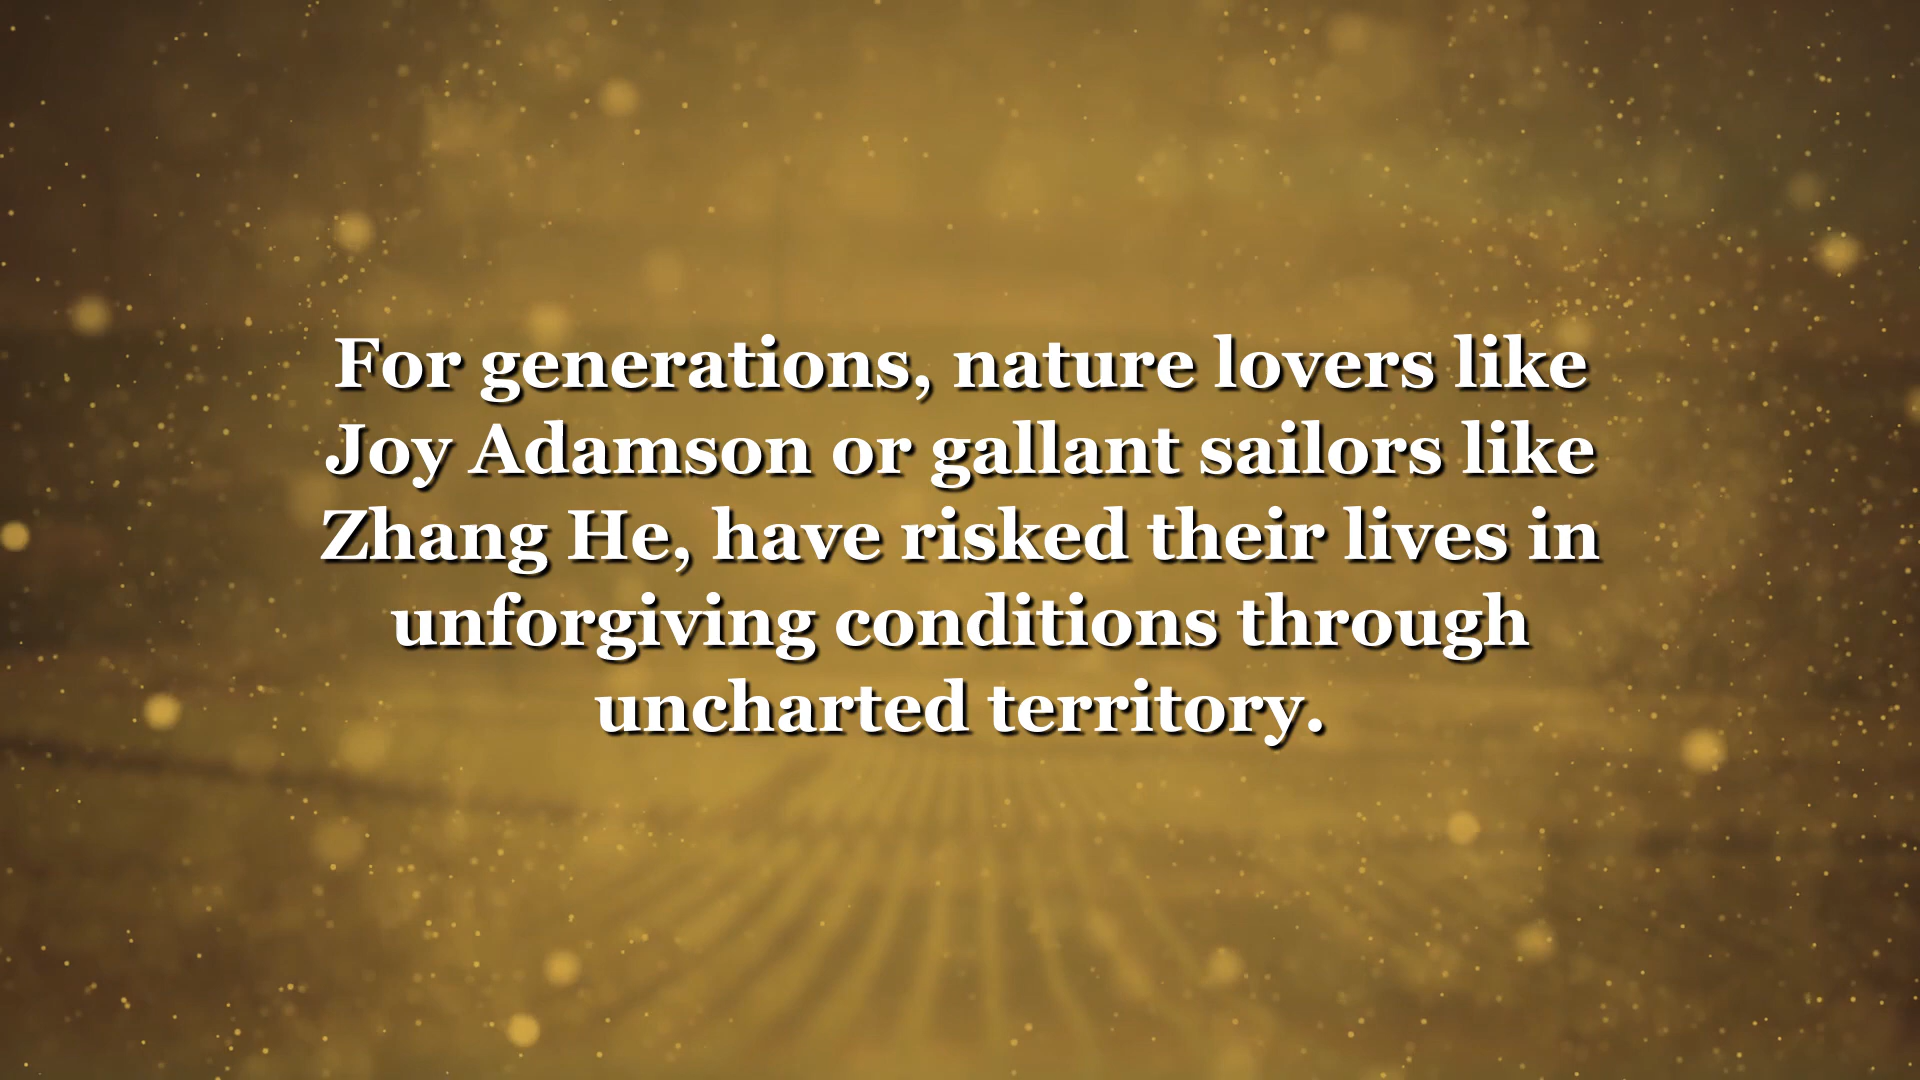 For generations, nature lovers like
Joy Adamson or gallant sailors like
Zhang He, have risked their lives in
unforgiving conditions through
uncharted territory.